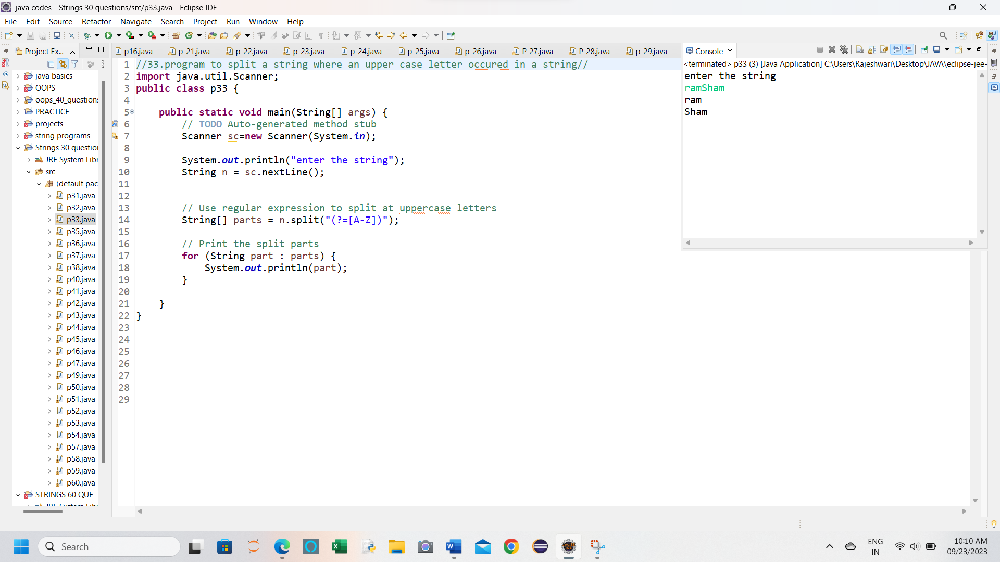 java codes - Strings 30 questions/src/p33.java - Eclipse IDE
File Edit Source Refactor Navigate Search Project Run Window Help
Project Ex...
p16.java p_21.java p_22.java p_23.java p_24.java p_25.java p_26.java P_27.java P_28.java p_29.java
java basics
OOPS
oops_40_questions
PRACTICE
projects
string programs
Strings 30 question
JRE System Libr
src
(default pac
p31.java
p32.java
p33.java
p35.java
p36.java
p37.java
p38.java
p40.java
p41.java
p42.java
p43.java
p44.java
p45.java
p46.java
p47.java
p49.java
p50.java
p51.java
p52.java
p53.java
p54.java
p57.java
p58.java
p59.java
p60.java
STRINGS 60 QUE
1 //33.program to split a string where an upper case letter occured in a string//
2 import java.util.Scanner;
3 public class p33 {
4
5 public static void main(String[] args) {
6 // TODO Auto-generated method stub
7 Scanner sc=new Scanner(System.in);
8
9 System.out.println("enter the string");
10 String n = sc.nextLine();
11
12
13 // Use regular expression to split at uppercase letters
14 String[] parts = n.split("(?=[A-Z])");
15
16 // Print the split parts
17 for (String part : parts) {
18 System.out.println(part);
19 }
20
21 }
22 }
23
24
25
26
27
28
29
Console
<terminated> p33 (3) [Java Application] C:\Users\Rajeshwari\Desktop\JAVA\eclipse-jee-
enter the string
ramSham
ram
Sham
Search
ENG
IN
10:10 AM
09/23/2023